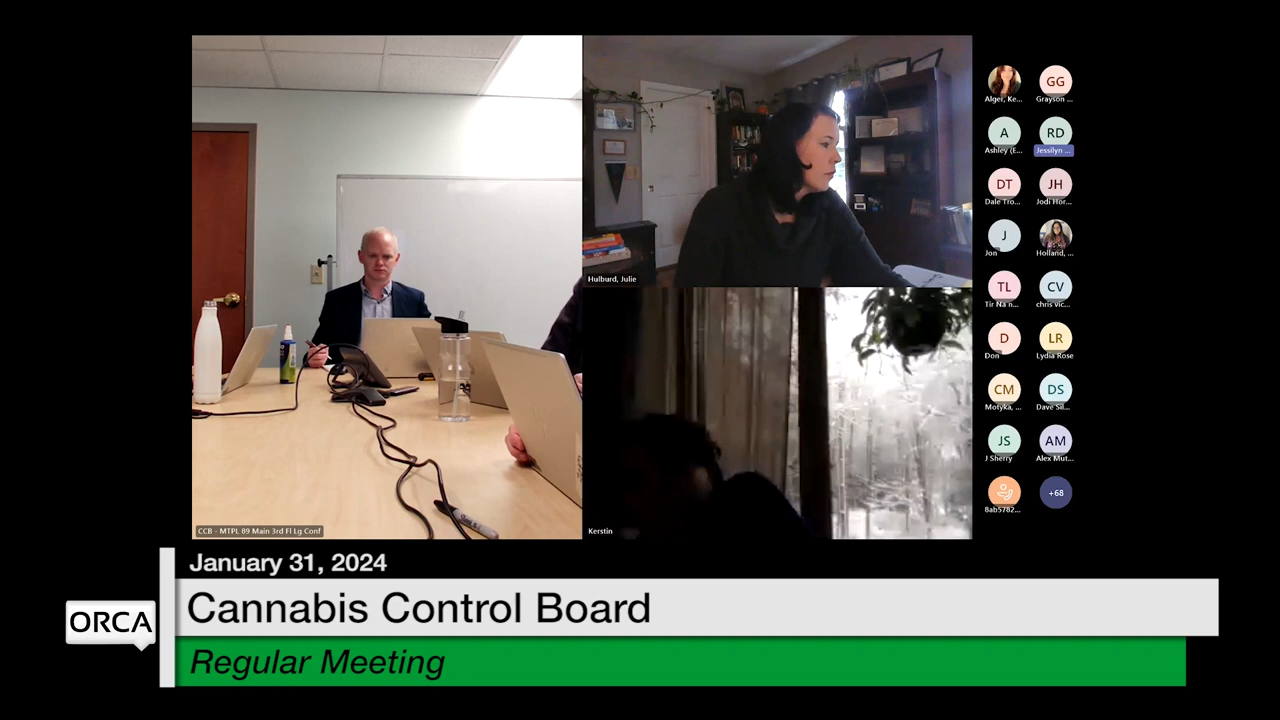 CCB - MTPL 89 Main 3rd Fl Lg Conf
Hulburd, Julie
Kerstin
Alger, Ke...
GG
Grayson ...
A
Ashley (E...
RD
Jessilyn ...
DT
Dale Tro...
JH
Jodi Hor...
J
Jon
Holland, ...
TL
Tir Na n...
CV
chris vic...
D
Don
LR
Lydia Rose
CM
Motyka, ...
DS
Dave Sil...
JS
J Sherry
AM
Alex Mut...
8ab5782...
+68
January 31, 2024
ORCA
Cannabis Control Board
Regular Meeting